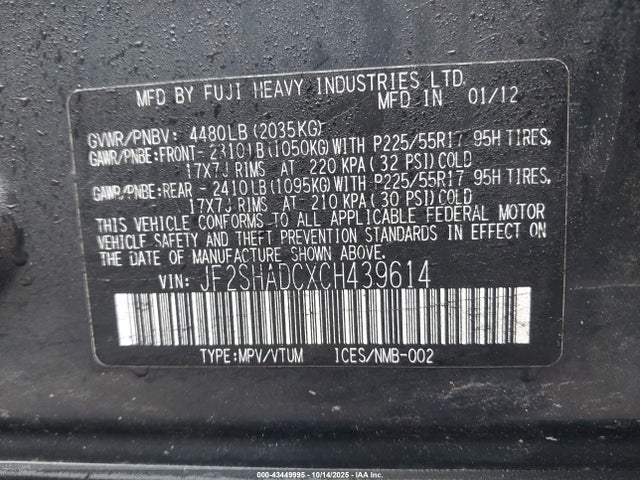 MFD BY FUJI HEAVY INDUSTRIES LTD.
MFD IN 01/12
GVWR/PNBV: 4480LB(2035KG)
GAWR/PNBE:FRONT- 2310LB(1050KG)WITH P225/55R17 95H TIRES,
17X7J RIMS AT 220 KPA(32 PSI)COLD
GAWR/PNBE:REAR - 2410LB(1095KG)WITH P225/55R17 95H TIRES,
17X7J RIMS AT 210 KPA(30 PSI)COLD
THIS VEHICLE CONFORMS TO ALL APPLICABLE FEDERAL MOTOR
VEHICLE SAFETY AND THEFT PREVENTION STANDARDS IN EFFECT
ON THE DATE OF MANUFACTURE SHOWN ABOVE.
VIN: JF2SHADCXCH439614
TYPE:MPV/VTUM ICES/NMB-002
000-43449995 - 10/14/2025 - © IAA, Inc. All Rights Reserved.